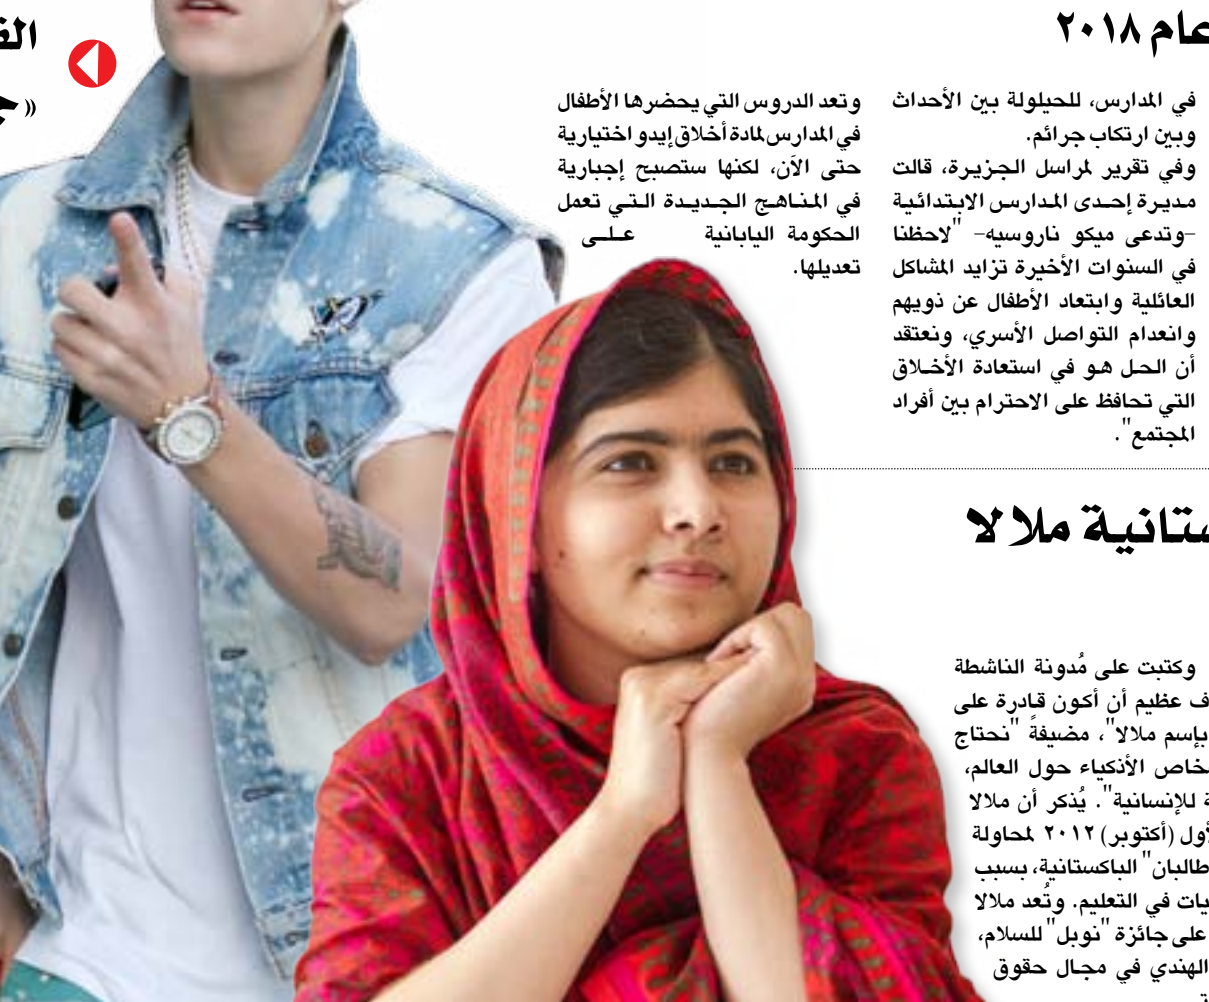 عام ٢٠١٨
في المدارس، للحيلولة بين الأحداث
وبين ارتكاب جرائم.
وفي تقرير لمراسل الجزيرة، قالت
مديرة إحدى المدارس الابتدائية
-وتدعى ميكو ناروسيه- "لاحظنا
في السنوات الأخيرة تزايد المشاكل
العائلية وابتعاد الأطفال عن ذويهم
وانعدام التواصل الأسري، ونعتقد
أن الحل هو في استعادة الأخلاق
التي تحافظ على الاحترام بين أفراد
المجتمع".
وتعد الدروس التي يحضرها الأطفال
في المدارس لمادة أخلاق إيدو اختيارية
حتى الآن، لكنها ستصبح إجبارية
في المناهج الجديدة التي تعمل
الحكومة اليابانية على
تعديلها.
ستانية ملالا
وكتبت على مُدونة الناشطة
ف عظيم أن أكون قادرة على
بإسم ملالا"، مضيفةً "نحتاج
خاص الأذكياء حول العالم،
ة للإنسانية". يُذكر أن ملالا
أول (أكتوبر) ٢٠١٢ لمحاولة
طالبان" الباكستانية، بسبب
يات في التعليم. وتُعد ملالا
على جائزة "نوبل" للسلام،
الهندي في مجال حقوق